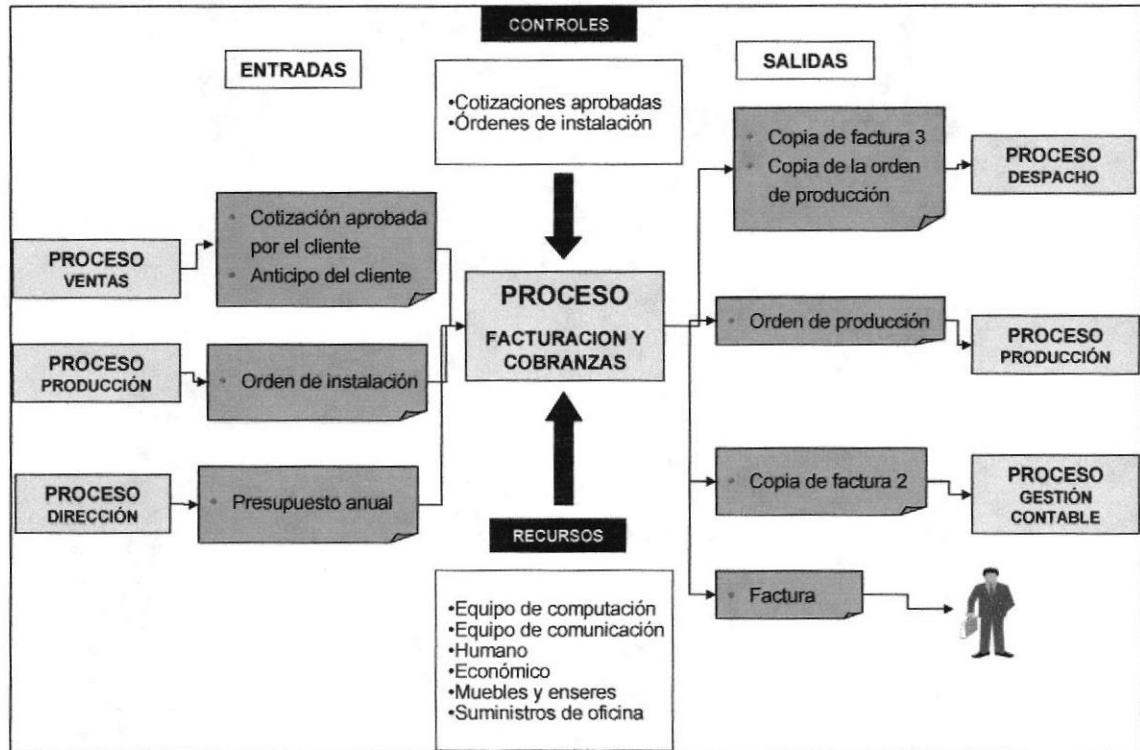 CONTROLES
ENTRADAS
SALIDAS
•Cotizaciones aprobadas
•Órdenes de instalación
• Cotización aprobada
por el cliente
• Anticipo del cliente
PROCESO
VENTAS
PROCESO
PRODUCCIÓN
• Orden de instalación
PROCESO
DIRECCIÓN
• Presupuesto anual
PROCESO
FACTURACION Y
COBRANZAS
RECURSOS
•Equipo de computación
•Equipo de comunicación
•Humano
•Económico
•Muebles y enseres
•Suministros de oficina
• Copia de factura 3
• Copia de la orden
de producción
PROCESO
DESPACHO
• Orden de producción
PROCESO
PRODUCCIÓN
• Copia de factura 2
PROCESO
GESTIÓN
CONTABLE
• Factura